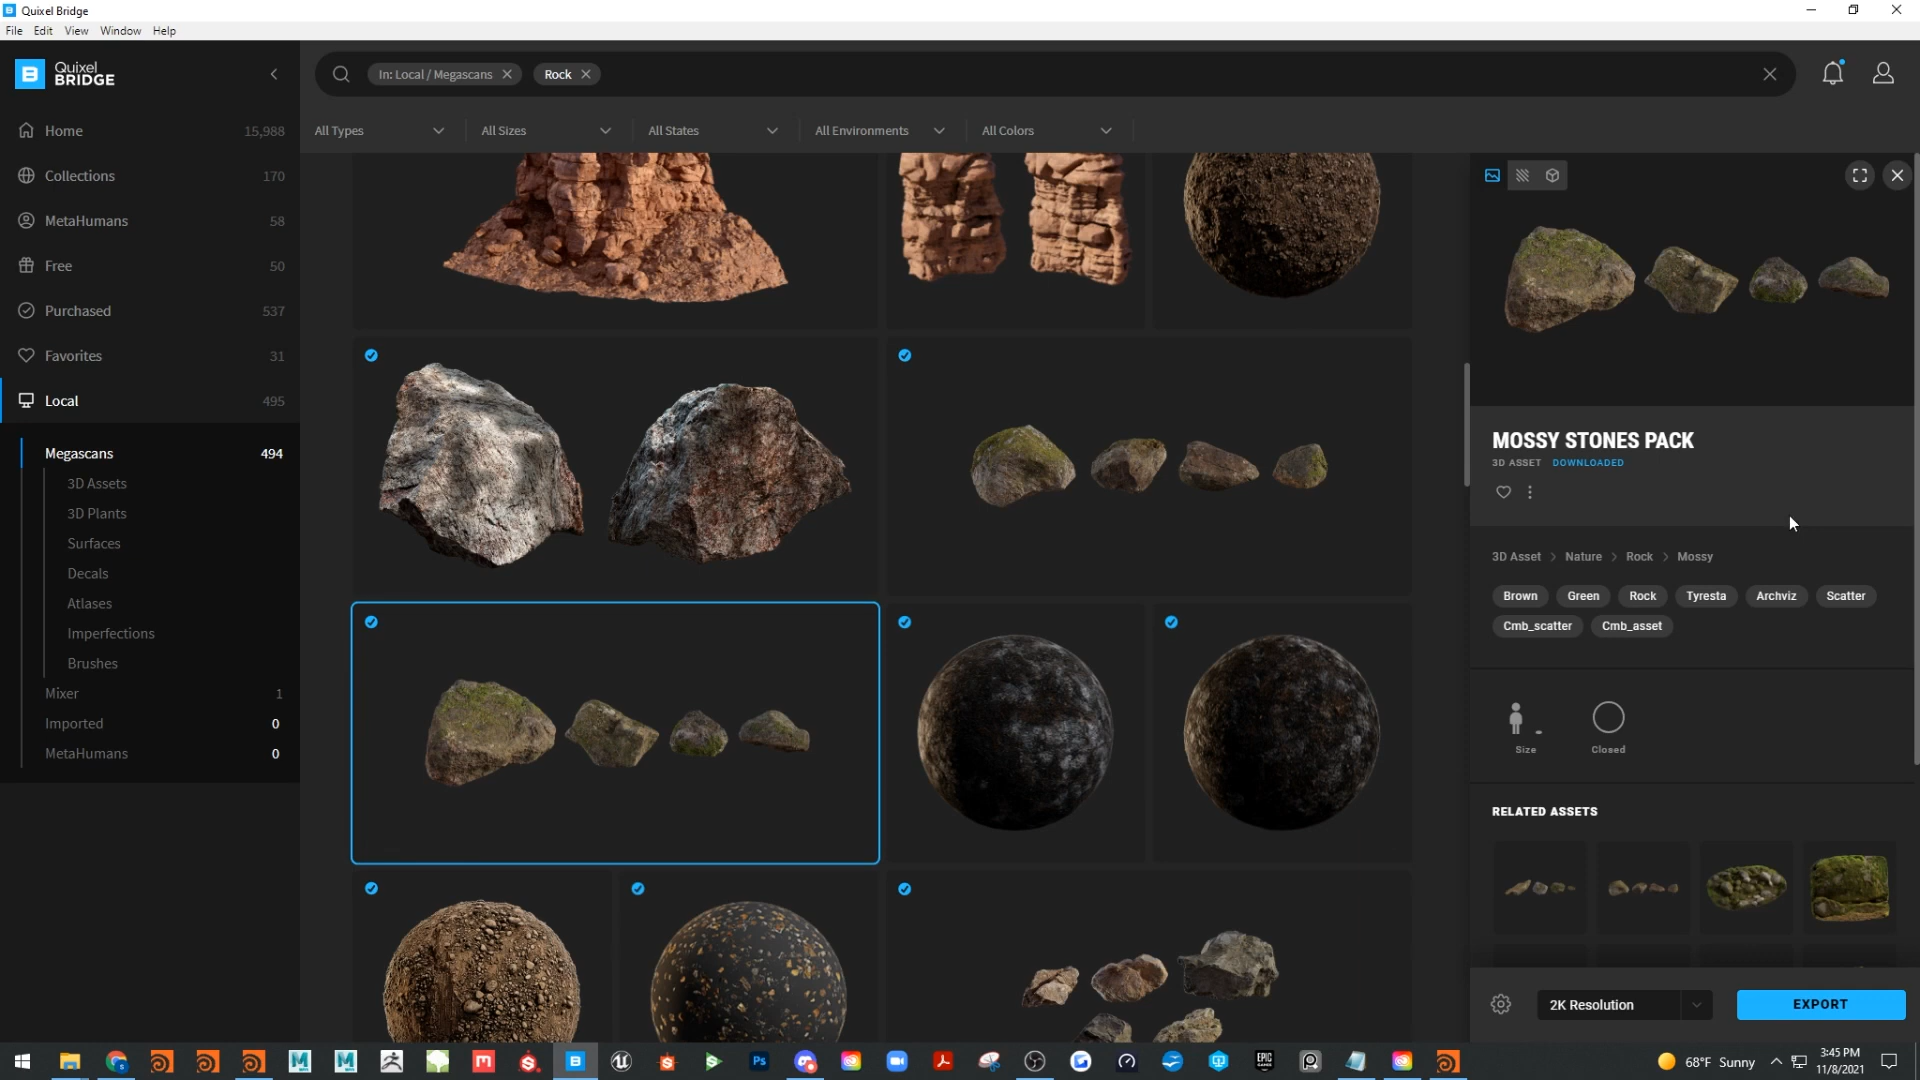 Quixel Bridge
File Edit View Window Help
Quixel
BRIDGE
In: Local / Megascans
Rock
All Types
All Sizes
All States
All Environments
All Colors
Home 15,988
Collections 170
MetaHumans 58
Free 50
Purchased 537
Favorites 31
Local 495
Megascans 494
3D Assets
3D Plants
Surfaces
Decals
Atlases
Imperfections
Brushes
Mixer 1
Imported 0
MetaHumans 0
MOSSY STONES PACK
3D ASSET DOWNLOADED
3D Asset > Nature > Rock > Mossy
Brown Green Rock Tyresta Archviz Scatter
Cmb_scatter Cmb_asset
Size Closed
RELATED ASSETS
2K Resolution
EXPORT
68°F Sunny
3:45 PM
11/8/2021